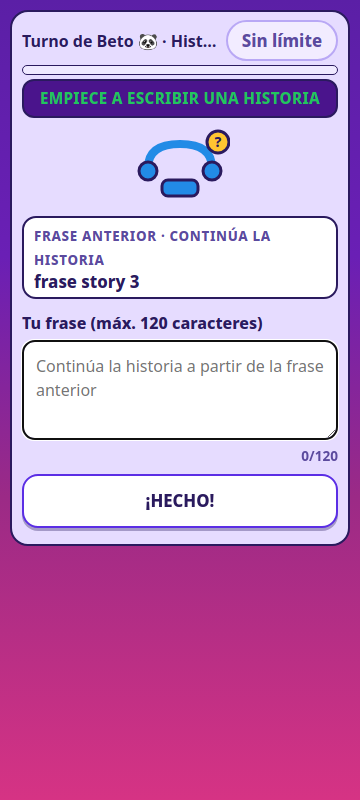 Turno de Beto 🐼 · Hist...
Sin límite
EMPIECE A ESCRIBIR UNA HISTORIA
?
FRASE ANTERIOR · CONTINÚA LA
HISTORIA
frase story 3
Tu frase (máx. 120 caracteres)
Continúa la historia a partir de la frase
anterior
0/120
¡HECHO!